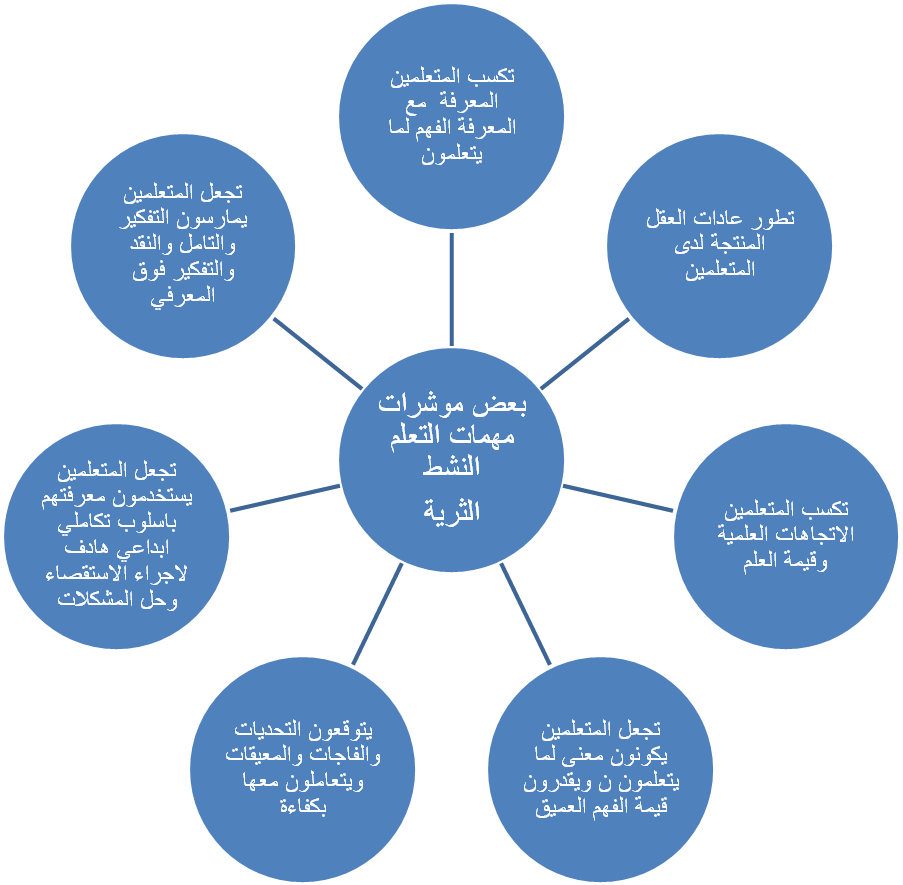 بعض موشرات
مهمات التعلم
النشط
الثرية
تكسب المتعلمين
المعرفة مع
المعرفة الفهم لما
يتعلمون
تطور عادات العقل
المنتجة لدى
المتعلمين
تكسب المتعلمين
الاتجاهات العلمية
وقيمة العلم
تجعل المتعلمين
يكونون معنى لما
يتعلمون ن ويقدرون
قيمة الفهم العميق
يتوقعون التحديات
والفاجات والمعيقات
ويتعاملون معها
بكفاءة
تجعل المتعلمين
يستخدمون معرفتهم
باسلوب تكاملي
ابداعي هادف
لاجراء الاستقصاء
وحل المشكلات
تجعل المتعلمين
يمارسون التفكير
والتامل والنقد
والتفكير فوق
المعرفي